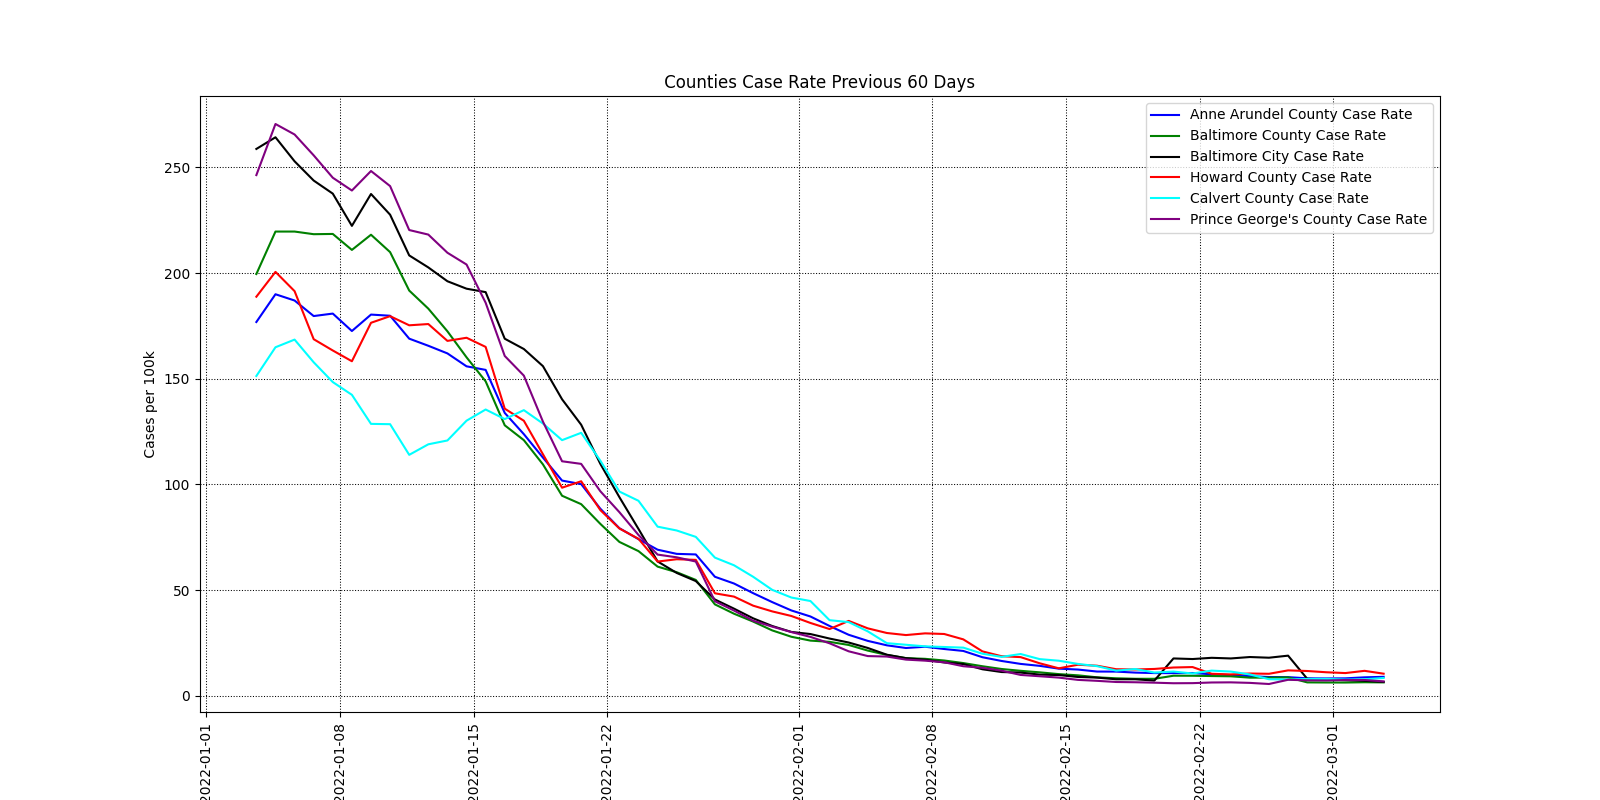 Counties Case Rate Previous 60 Days
Anne Arundel County Case Rate
Baltimore County Case Rate
Baltimore City Case Rate
Howard County Case Rate
Calvert County Case Rate
Prince George's County Case Rate
Cases per 100k
250
200
150
100
50
0
2022-01-01
2022-01-08
2022-01-15
2022-01-22
2022-02-01
2022-02-08
2022-02-15
2022-02-22
2022-03-01